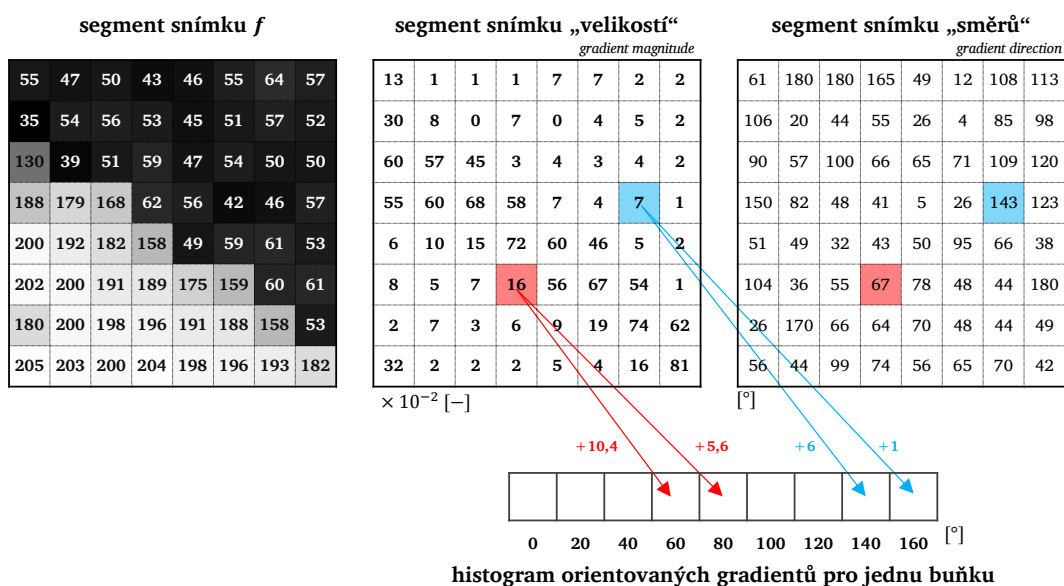 segment snímku f
segment snímku „velikostí“
segment snímku „směrů“
gradient magnitude
gradient direction
55 47 50 43 46 55 64 57
35 54 56 53 45 51 57 52
130 39 51 59 47 54 50 50
188 179 168 62 56 42 46 57
200 192 182 158 49 59 61 53
202 200 191 189 175 159 60 61
180 200 198 196 191 188 158 53
205 203 200 204 198 196 193 182
13 1 1 1 7 7 2 2
30 8 0 7 0 4 5 2
60 57 45 3 4 3 4 2
55 60 68 58 7 4 7 1
6 10 15 72 60 46 5 2
8 5 7 16 56 67 54 1
2 7 3 6 9 19 74 62
32 2 2 2 5 4 16 81
× 10⁻² [−]
61 180 180 165 49 12 108 113
106 20 44 55 26 4 85 98
90 57 100 66 65 71 109 120
150 82 48 41 5 26 143 123
51 49 32 43 50 95 66 38
104 36 55 67 78 48 44 180
26 170 66 64 70 48 44 49
56 44 99 74 56 65 70 42
[°]
+10,4 +5,6 +6 +1
0 20 40 60 80 100 120 140 160 [°]
histogram orientovaných gradientů pro jednu buňku